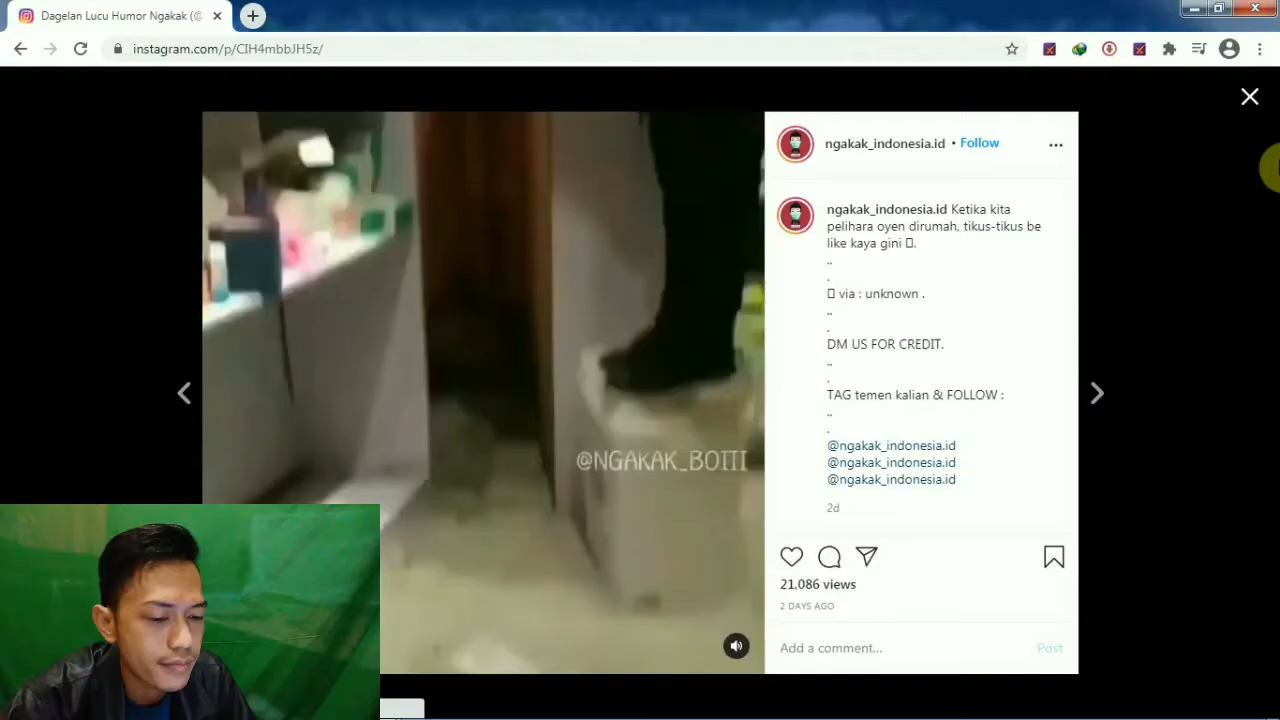 Dagelan Lucu Humor Ngakak (@
instagram.com/p/CIH4mbbJH5z/
ngakak_indonesia.id • Follow
ngakak_indonesia.id Ketika kita
pelihara oyen dirumah, tikus-tikus be
like kaya gini .
..
.
via : unknown .
..
.
DM US FOR CREDIT.
..
.
TAG temen kalian & FOLLOW :
..
.
@ngakak_indonesia.id
@ngakak_indonesia.id
@ngakak_indonesia.id
2d
@NGAKAK_BOIII
21,086 views
2 DAYS AGO
Add a comment...
Post